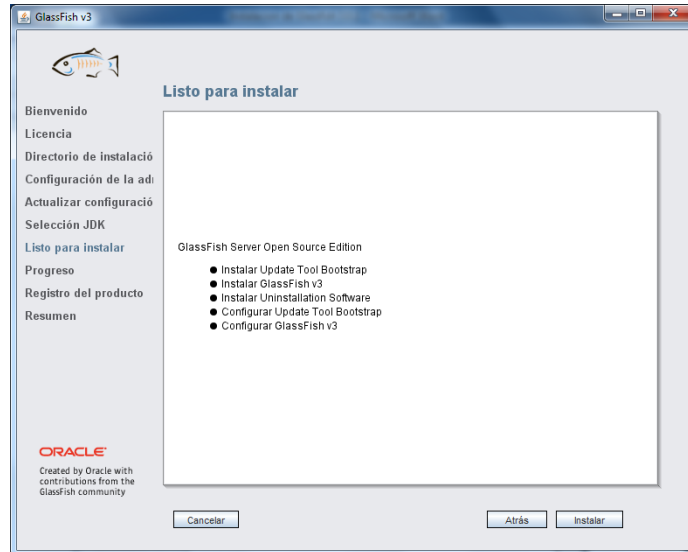 GlassFish v3
Listo para instalar
Bienvenido
Licencia
Directorio de instalació
Configuración de la
Actualizar configuració
Selección JDK
Listo para instalar
Progreso
Registro del producto
Resumen
GlassFish Server Open Source Edition
Instalar Update Tool Bootstrap
Instalar GlassFish v3
Instalar Uninstallation Software
Configurar Update Tool Bootstrap
Configurar GlassFish v3
ORACLE
Created by Oracle with
contributions from the
GlassFish community
Cancelar
Atrás
Instalar